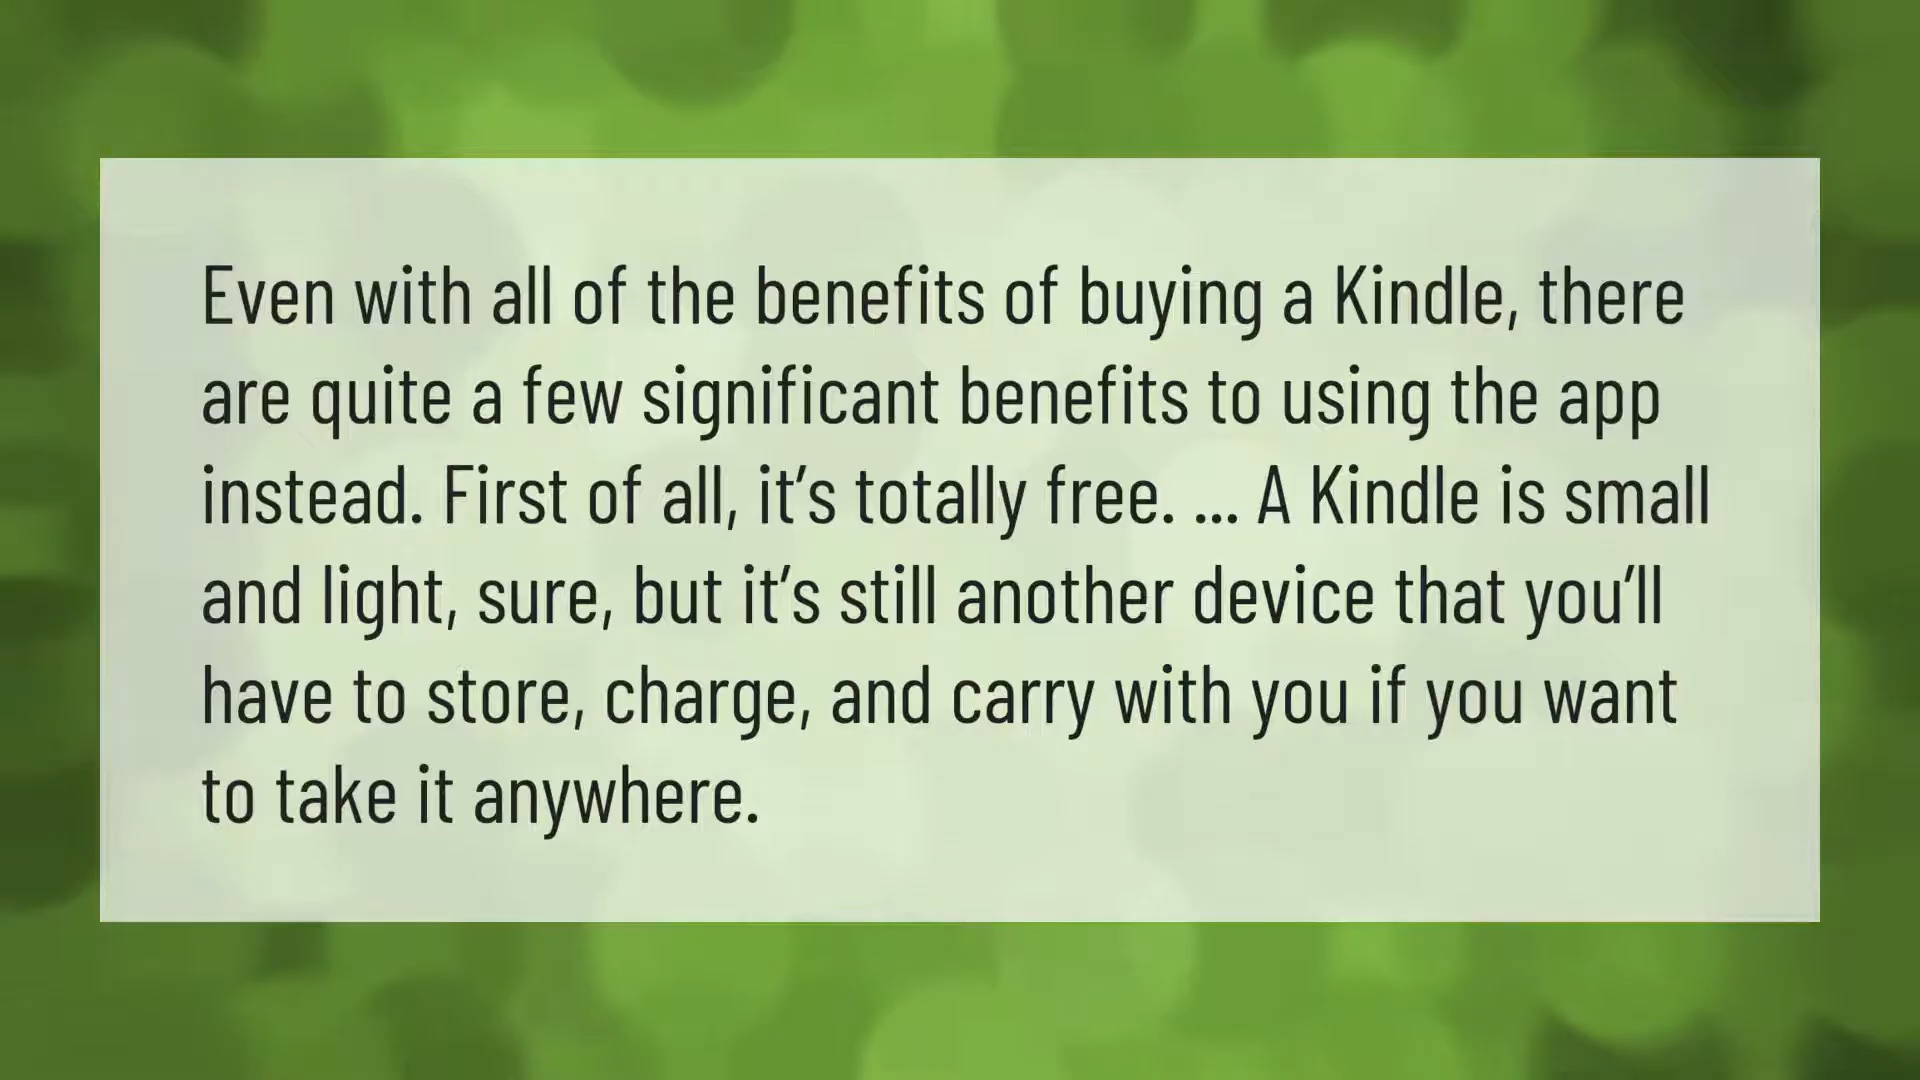 Even with all of the benefits of buying a Kindle, there
are quite a few significant benefits to using the app
instead. First of all, it’s totally free. ... A Kindle is small
and light, sure, but it’s still another device that you’ll
have to store, charge, and carry with you if you want
to take it anywhere.